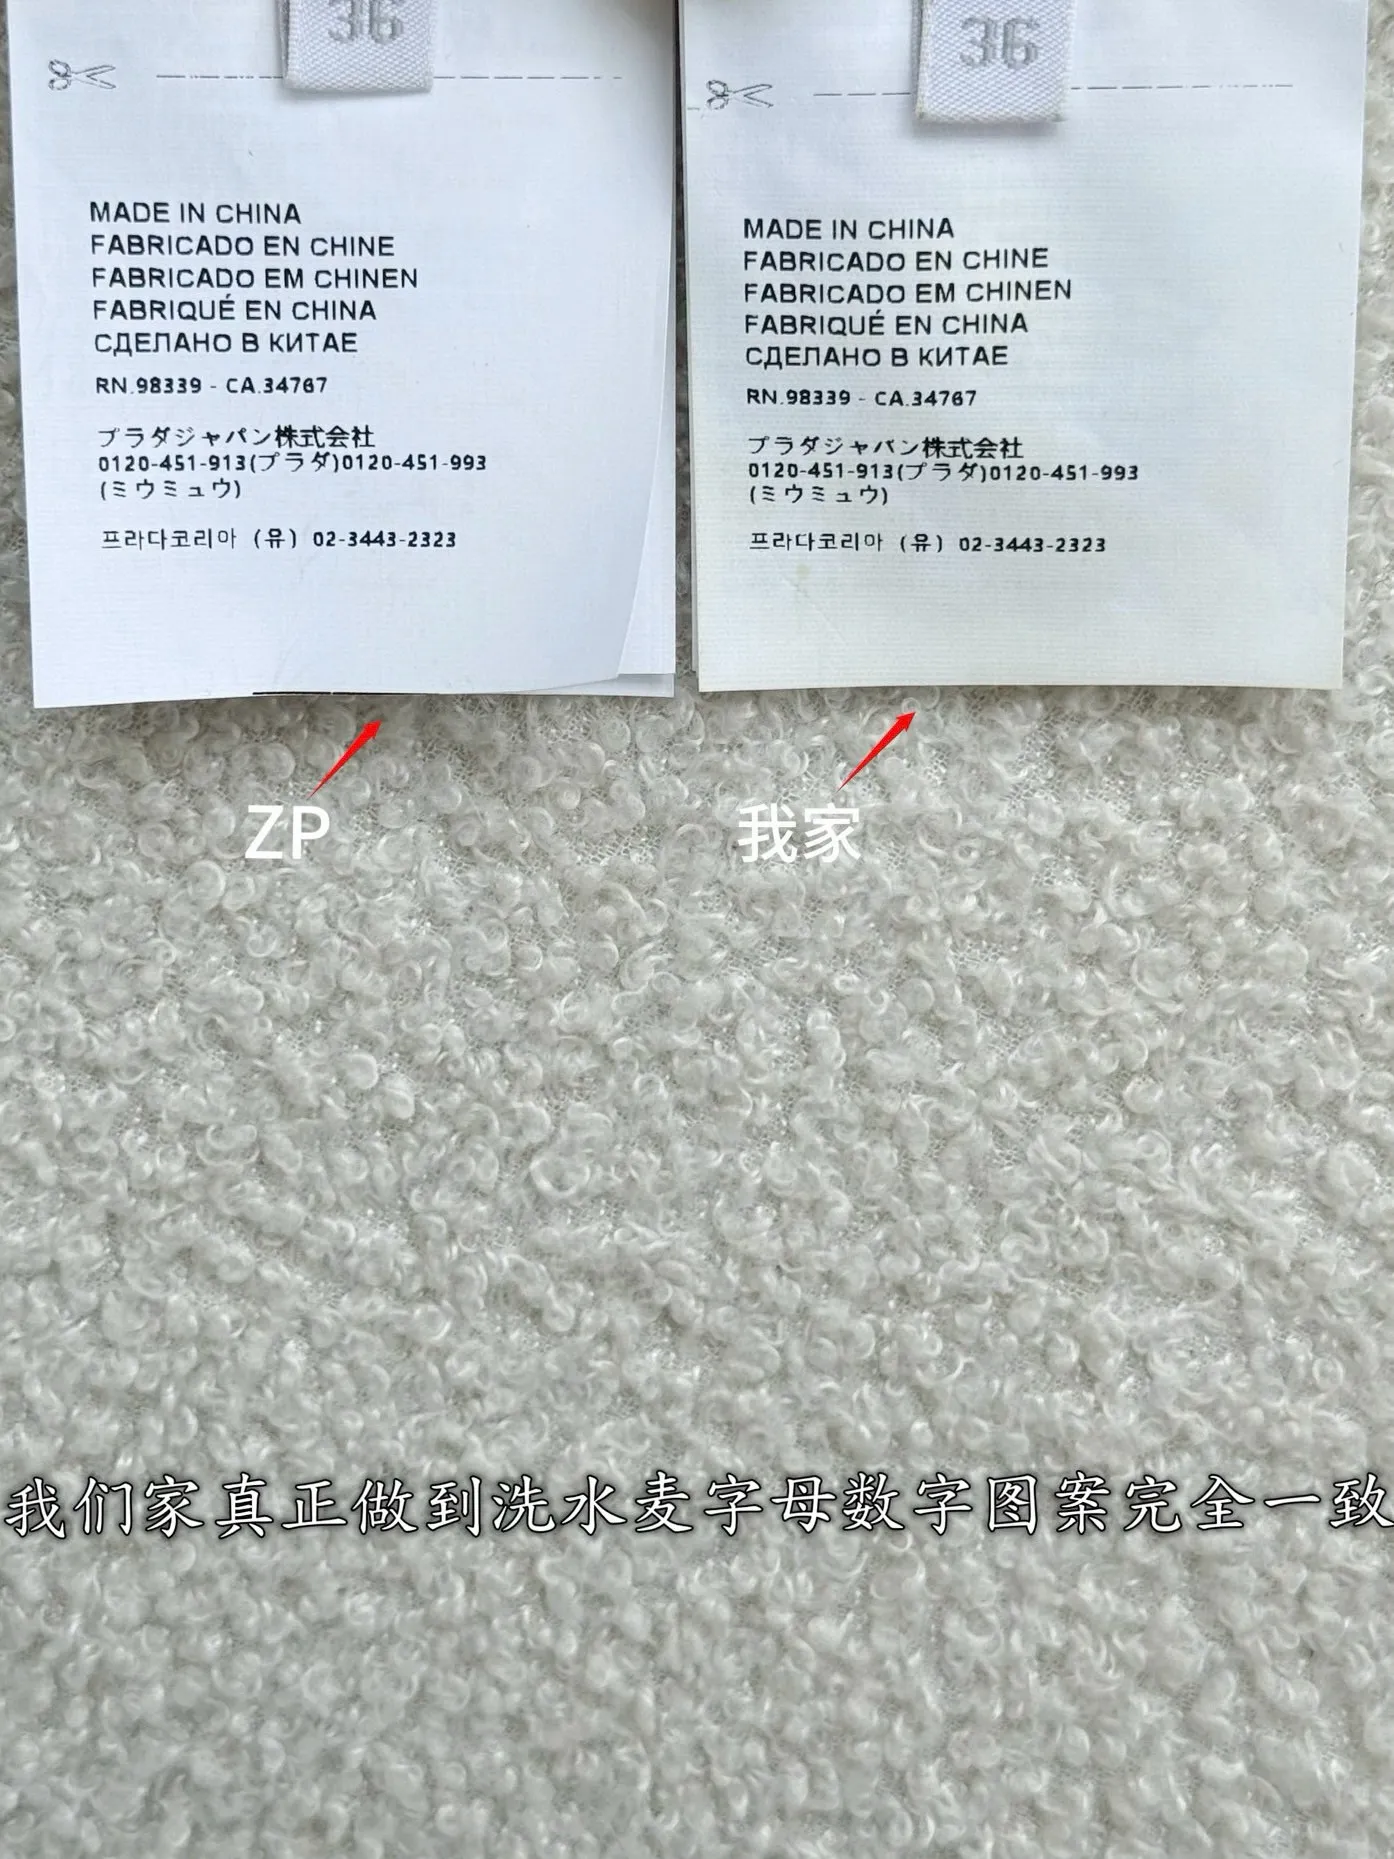 36
MADE IN CHINA
FABRICADO EN CHINE
FABRICADO EM CHINEN
FABRIQUÉ EN CHINA
СДЕЛАНО В КИТАЕ
RN.98339 - CA.34767
プラダジャパン株式会社
0120-451-913(プラダ)0120-451-993
(ミウミュウ)
프라다코리아 (유) 02-3443-2323
36
MADE IN CHINA
FABRICADO EN CHINE
FABRICADO EM CHINEN
FABRIQUÉ EN CHINA
СДЕЛАНО В КИТАЕ
RN.98339 - CA.34767
プラダジャパン株式会社
0120-451-913(プラダ)0120-451-993
(ミウミュウ)
프라다코리아 (유) 02-3443-2323
ZP
我家
我们家真正做到洗水麦字母数字图案完全一致